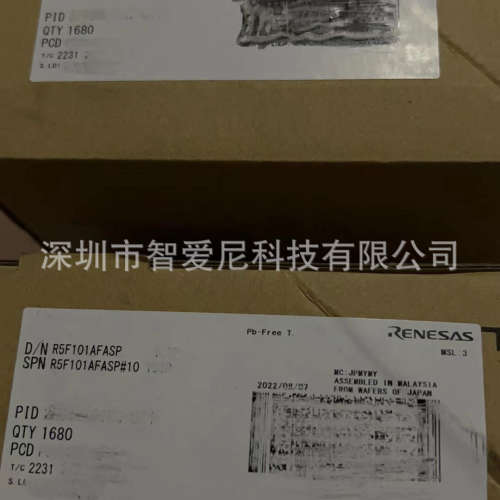 PID
QTY 1680
PCD
T/C 2231
S.LOT
深圳市智爱尼科技有限公司
Pb-Free T.
RENESAS
MSL 3
D/N R5F101AFASP
SPN R5F101AFASP#10
MC:JPMYMY
2022/08/07
ASSEMBLED IN MALAYSIA
FROM WAFERS OF JAPAN
PID
QTY 1680
PCD
T/C 2231
S.L